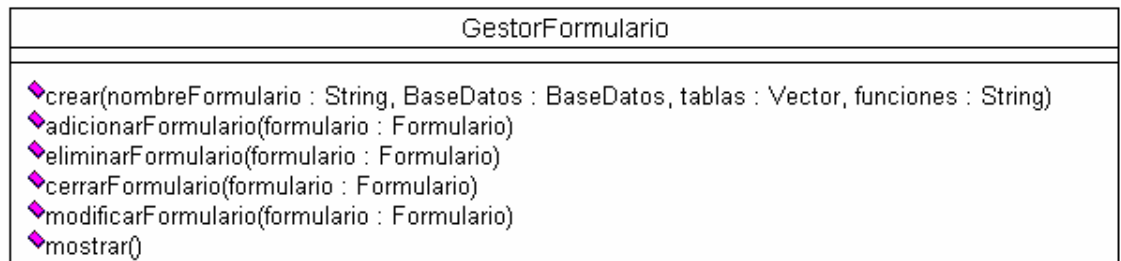 GestorFormulario
crear(nombreFormulario : String, BaseDatos : BaseDatos, tablas : Vector, funciones : String)
adicionarFormulario(formulario : Formulario)
eliminarFormulario(formulario : Formulario)
cerrarFormulario(formulario : Formulario)
modificarFormulario(formulario : Formulario)
mostrar()